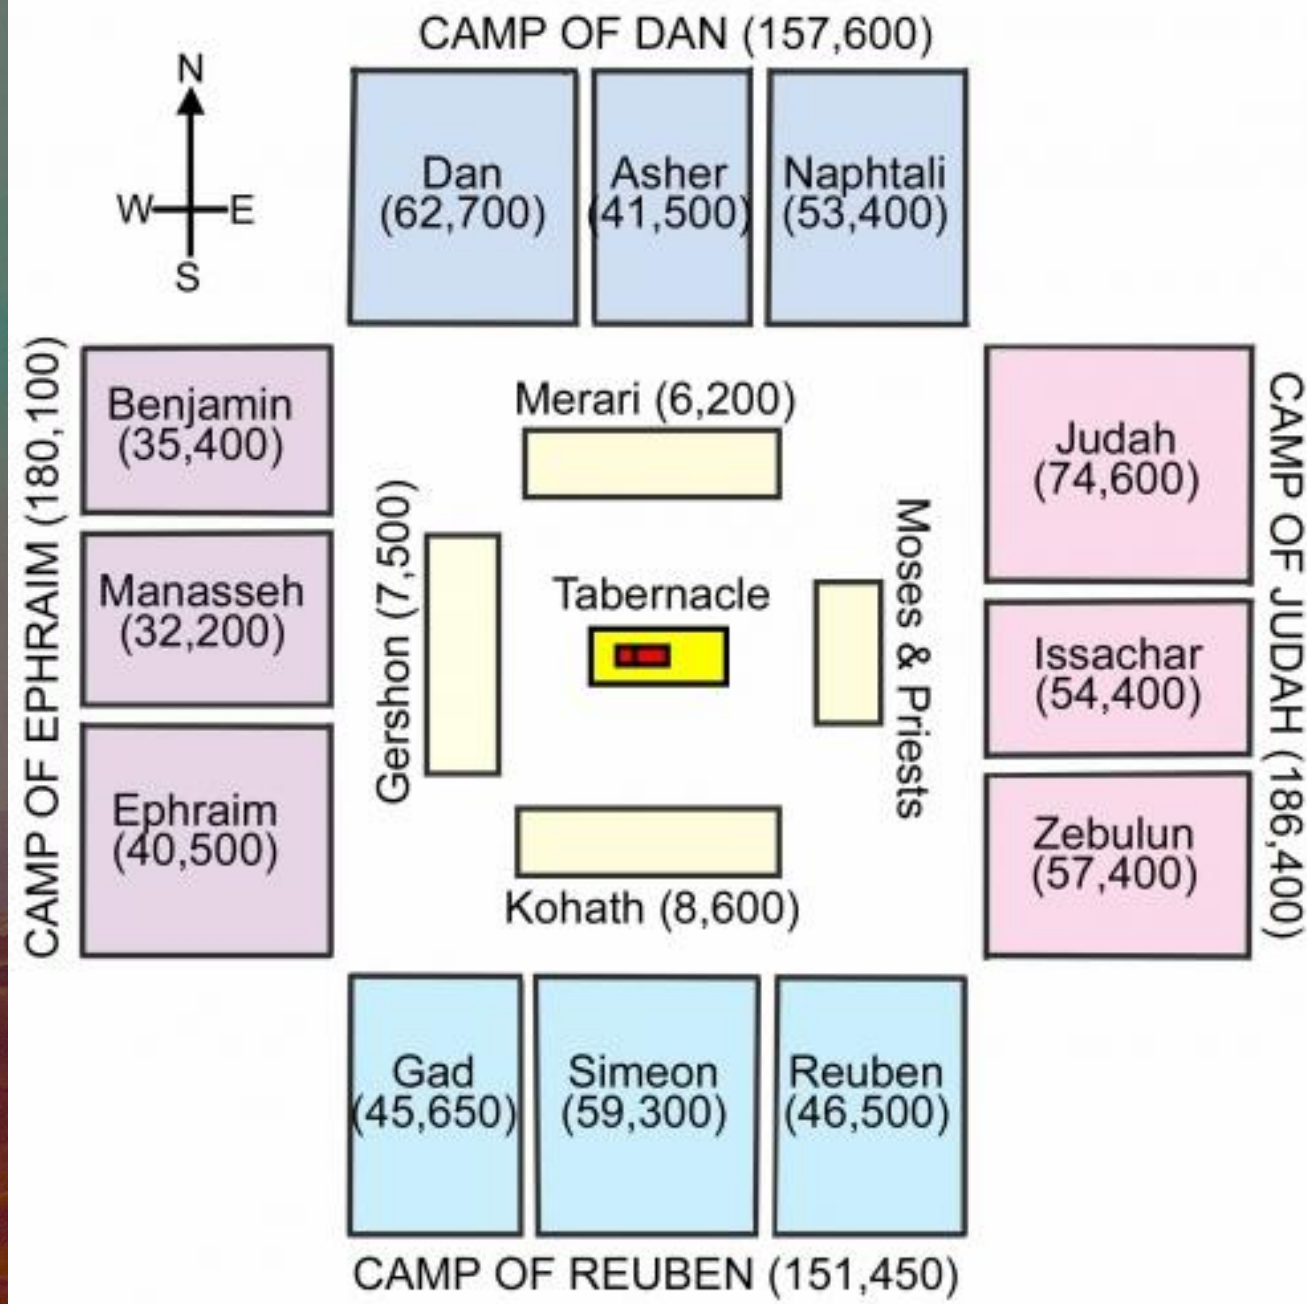 CAMP OF DAN (157,600)
N
W
E
S
Dan
(62,700)
Asher
(41,500)
Naphtali
(53,400)
CAMP OF EPHRAIM (180,100)
Benjamin
(35,400)
Manasseh
(32,200)
Ephraim
(40,500)
Merari (6,200)
Gershon (7,500)
Tabernacle
Moses & Priests
Kohath (8,600)
Judah
(74,600)
Issachar
(54,400)
Zebulun
(57,400)
CAMP OF JUDAH (186,400)
Gad
(45,650)
Simeon
(59,300)
Reuben
(46,500)
CAMP OF REUBEN (151,450)